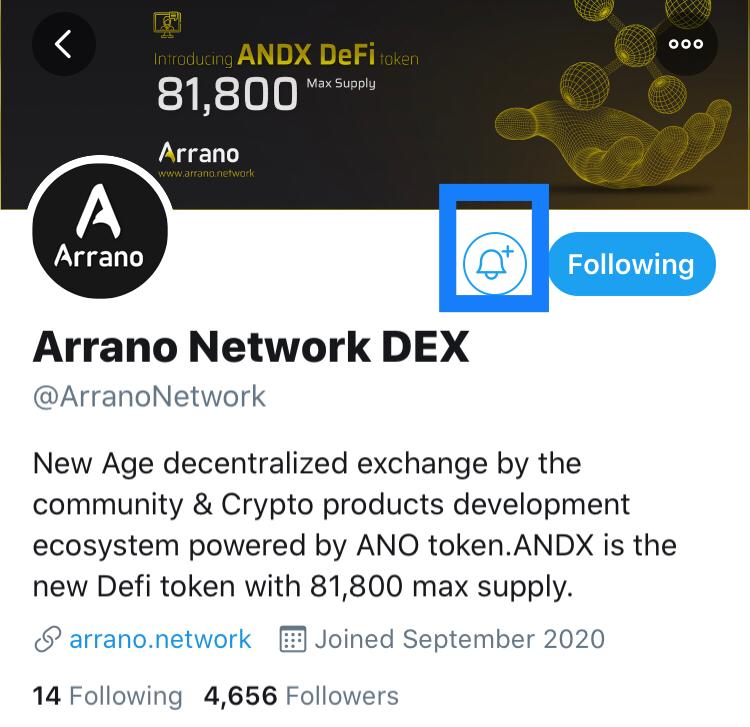 Introducing ANDX DeFi token
81,800 Max Supply
Arrano
www.arrano.network
Arrano
Following
Arrano Network DEX
@ArranoNetwork
New Age decentralized exchange by the
community & Crypto products development
ecosystem powered by ANO token.ANDX is the
new Defi token with 81,800 max supply.
arrano.network Joined September 2020
14 Following 4,656 Followers